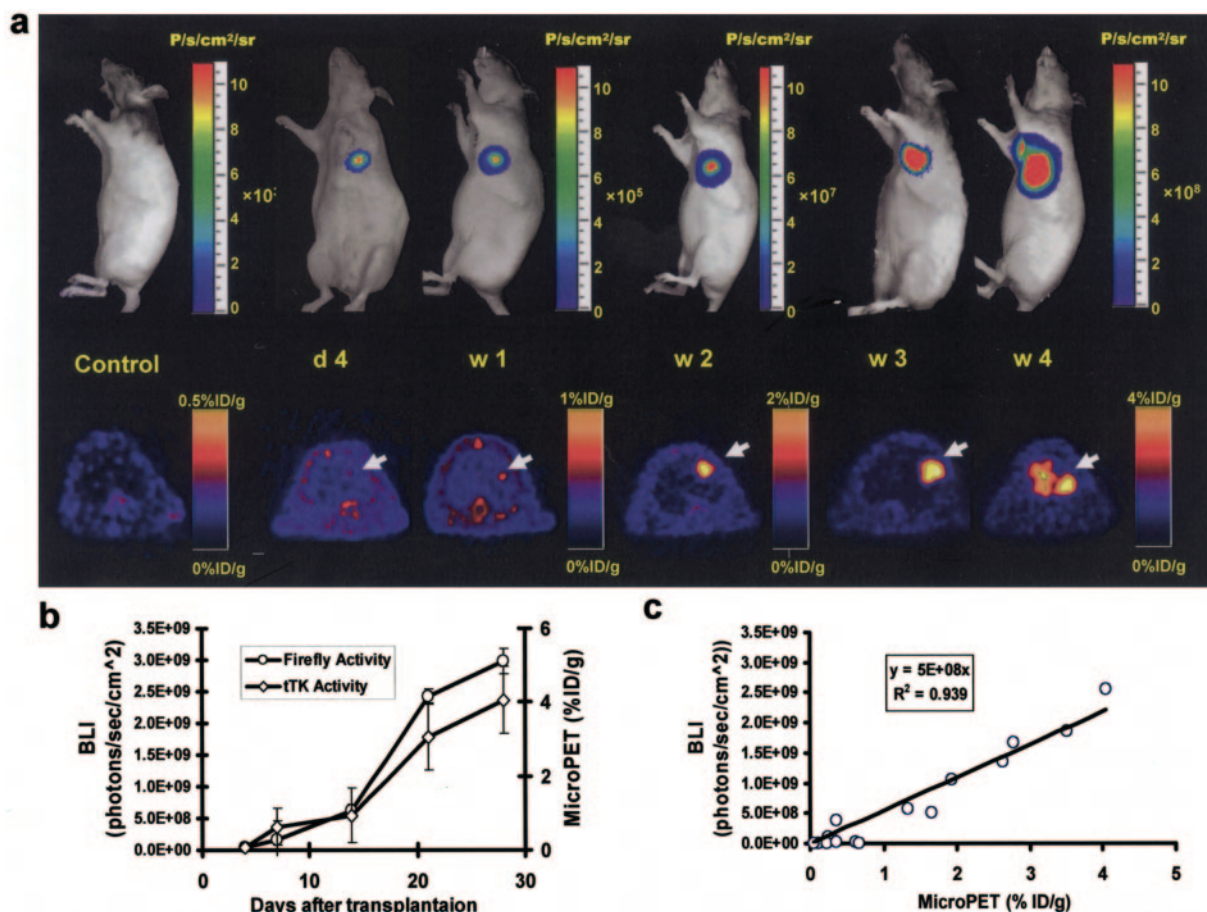 a
P/s/cm²/sr P/s/cm²/sr P/s/cm²/sr P/s/cm²/sr
10 10 10 10
8 8 8 8
6 6 6 6
×10⁵ ×10⁷ ×10⁸
4 4 4 4
2 2 2 2
0 0 0 0
Control d 4 w 1 w 2 w 3 w 4
0.5%ID/g 1%ID/g 2%ID/g 4%ID/g
0%ID/g 0%ID/g 0%ID/g 0%ID/g
b
BLI
(photons/sec/cm^2)
3.5E+09
3.0E+09
2.5E+09
2.0E+09
1.5E+09
1.0E+09
5.0E+08
0.0E+00
Firefly Activity
tTK Activity
6
4
2
0
MicroPET (%ID/g)
0 10 20 30
Days after transplantaion
c
BLI
(photons/sec/cm^2))
3.5E+09
3.0E+09
2.5E+09
2.0E+09
1.5E+09
1.0E+09
5.0E+08
0.0E+00
y = 5E+08x
R² = 0.939
0 1 2 3 4 5
MicroPET (% ID/g)